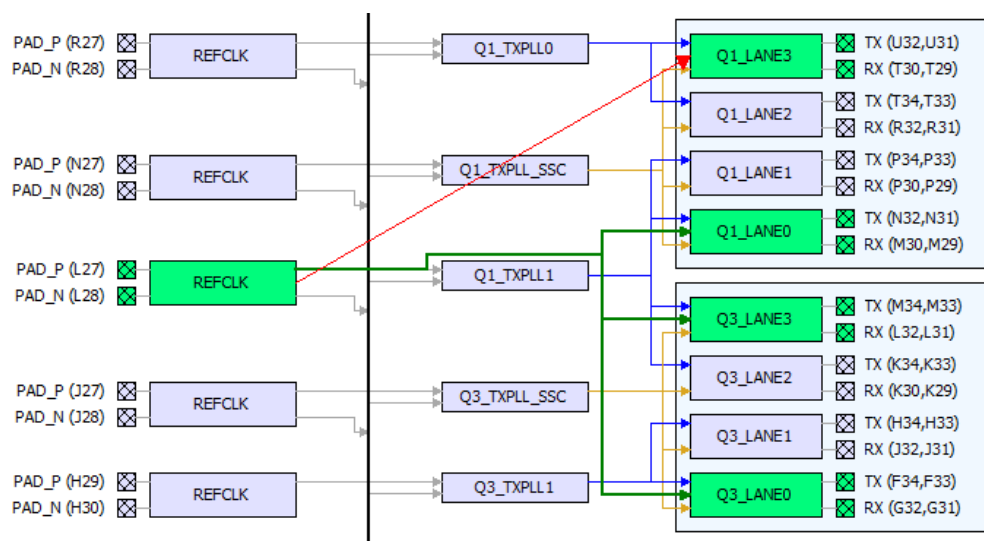 PAD_P (R27)
PAD_N (R28)
REFCLK
Q1_TXPLL0
Q1_LANE3
TX (U32,U31)
RX (T30,T29)
Q1_LANE2
TX (T34,T33)
RX (R32,R31)
PAD_P (N27)
PAD_N (N28)
REFCLK
Q1_TXPLL_SSC
Q1_LANE1
TX (P34,P33)
RX (P30,P29)
Q1_LANE0
TX (N32,N31)
RX (M30,M29)
PAD_P (L27)
PAD_N (L28)
REFCLK
Q1_TXPLL1
Q3_LANE3
TX (M34,M33)
RX (L32,L31)
Q3_LANE2
TX (K34,K33)
RX (K30,K29)
PAD_P (J27)
PAD_N (J28)
REFCLK
Q3_TXPLL_SSC
Q3_LANE1
TX (H34,H33)
RX (J32,J31)
PAD_P (H29)
PAD_N (H30)
REFCLK
Q3_TXPLL1
Q3_LANE0
TX (F34,F33)
RX (G32,G31)